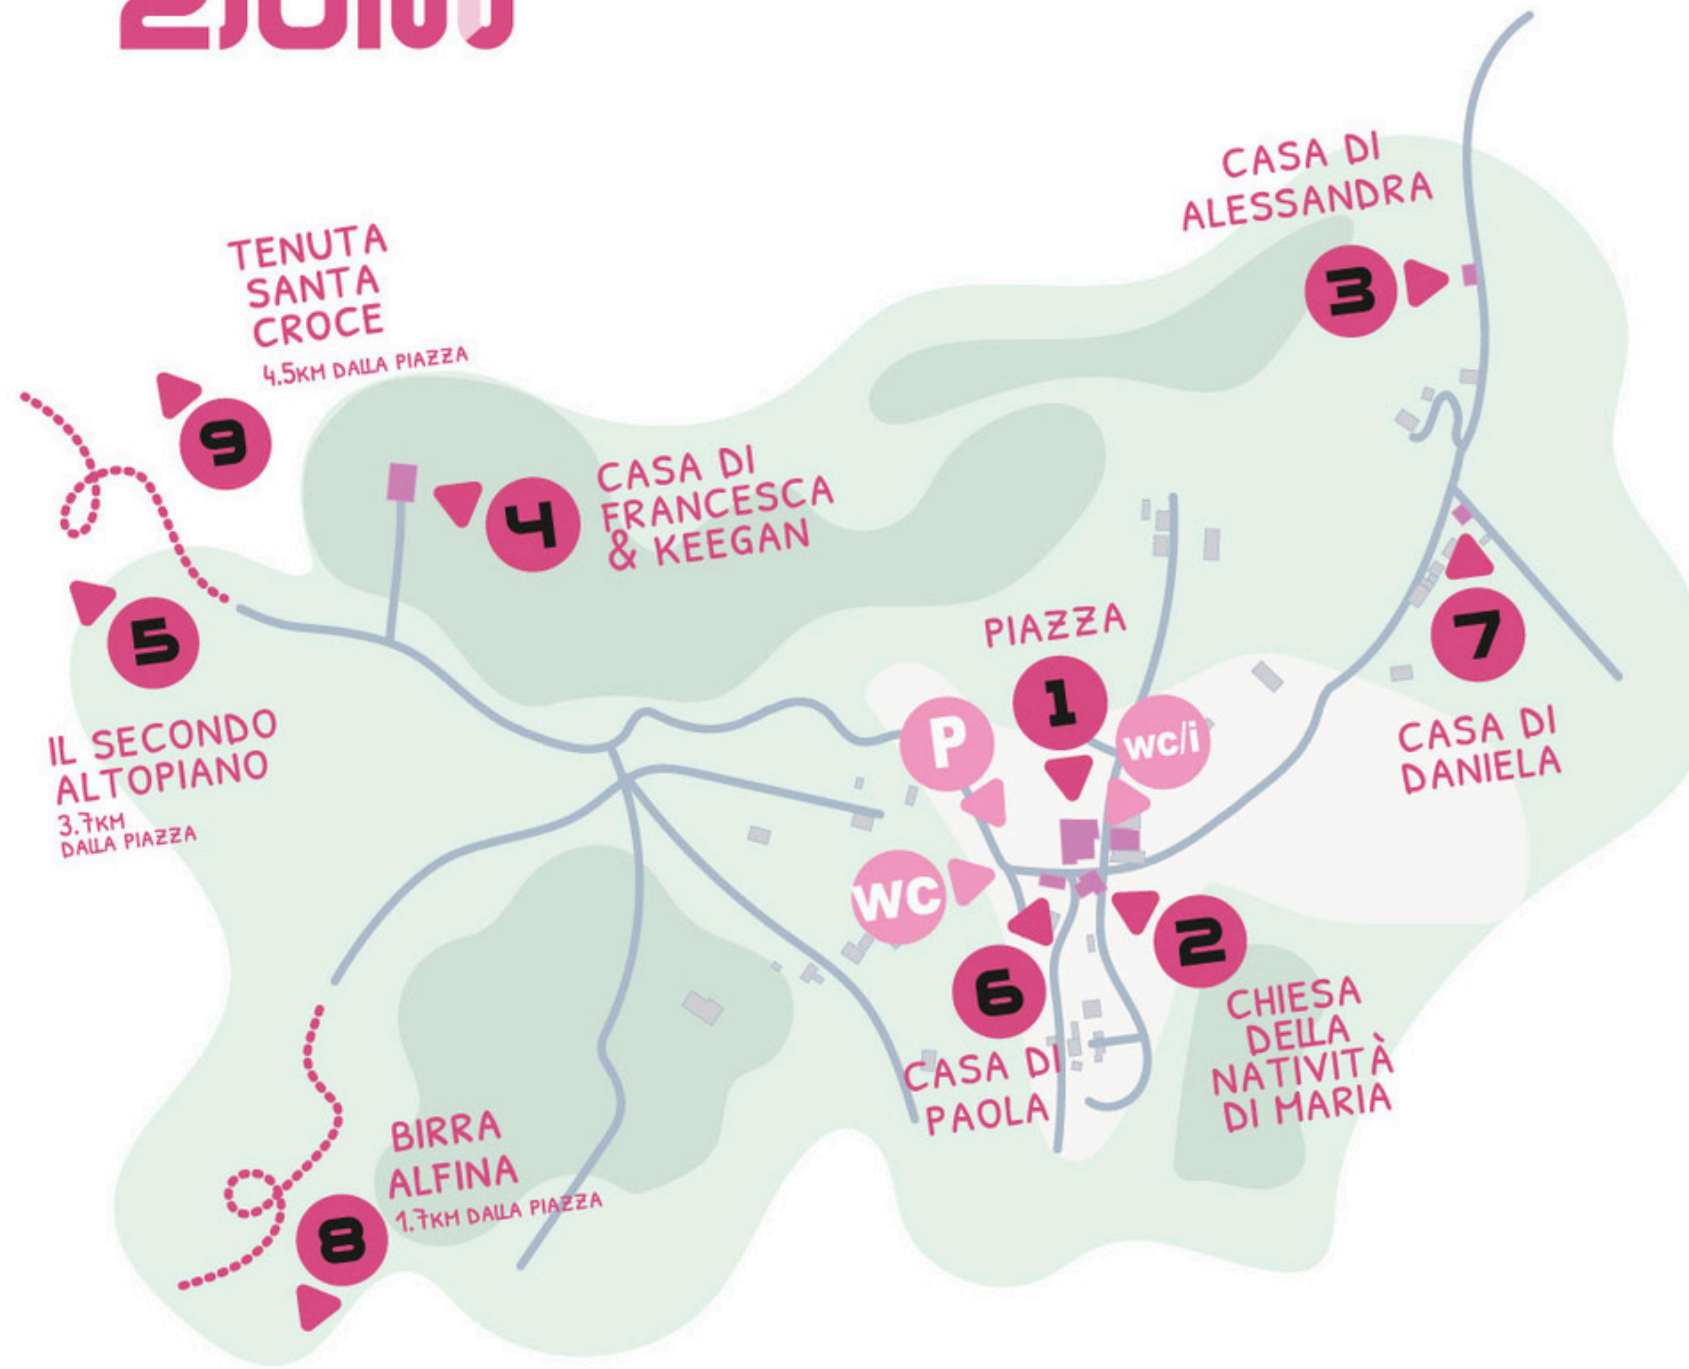 CASA DI
ALESSANDRA
3
TENUTA
SANTA
CROCE
4.5KM DALLA PIAZZA
9
4
CASA DI
FRANCESCA
& KEEGAN
5
IL SECONDO
ALTOPIANO
3.7KM
DALLA PIAZZA
PIAZZA
1
P
wc/i
7
CASA DI
DANIELA
WC
6
CASA DI
PAOLA
2
CHIESA
DELLA
NATIVITÀ
DI MARIA
BIRRA
ALFINA
1.7KM DALLA PIAZZA
8